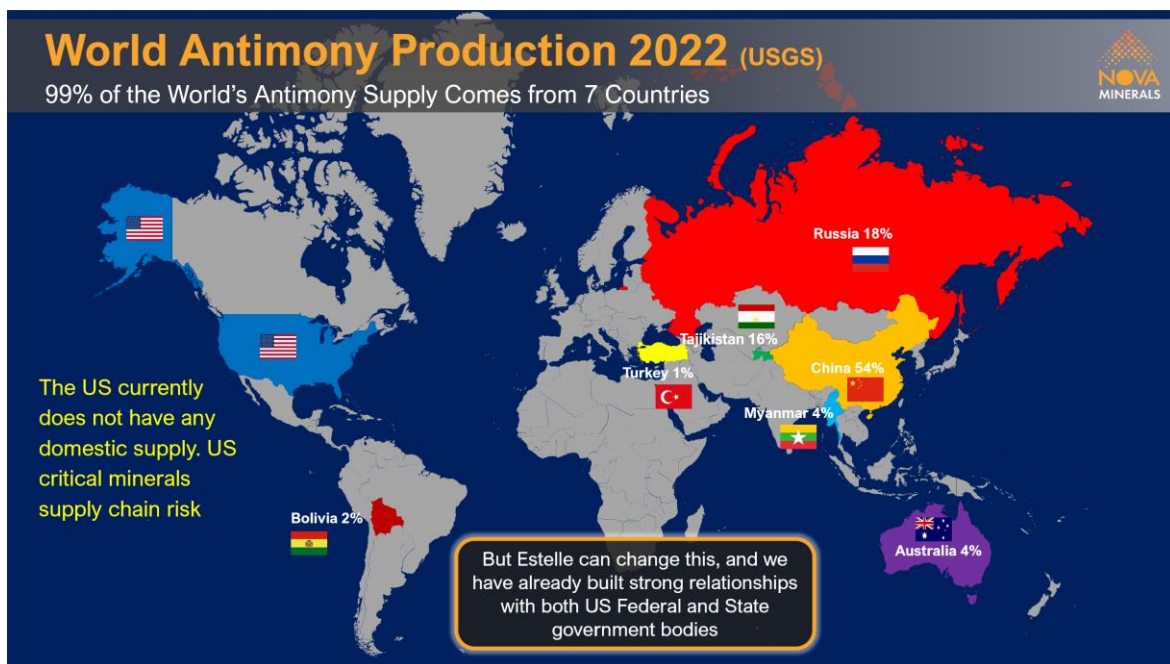 World Antimony Production 2022 (USGS)
99% of the World's Antimony Supply Comes from 7 Countries
NOVA
MINERALS
Russia 18%
Tajikistan 16%
China 54%
Turkey 1%
Myanmar 4%
The US currently
does not have any
domestic supply. US
critical minerals
supply chain risk
Bolivia 2%
Australia 4%
But Estelle can change this, and we
have already built strong relationships
with both US Federal and State
government bodies